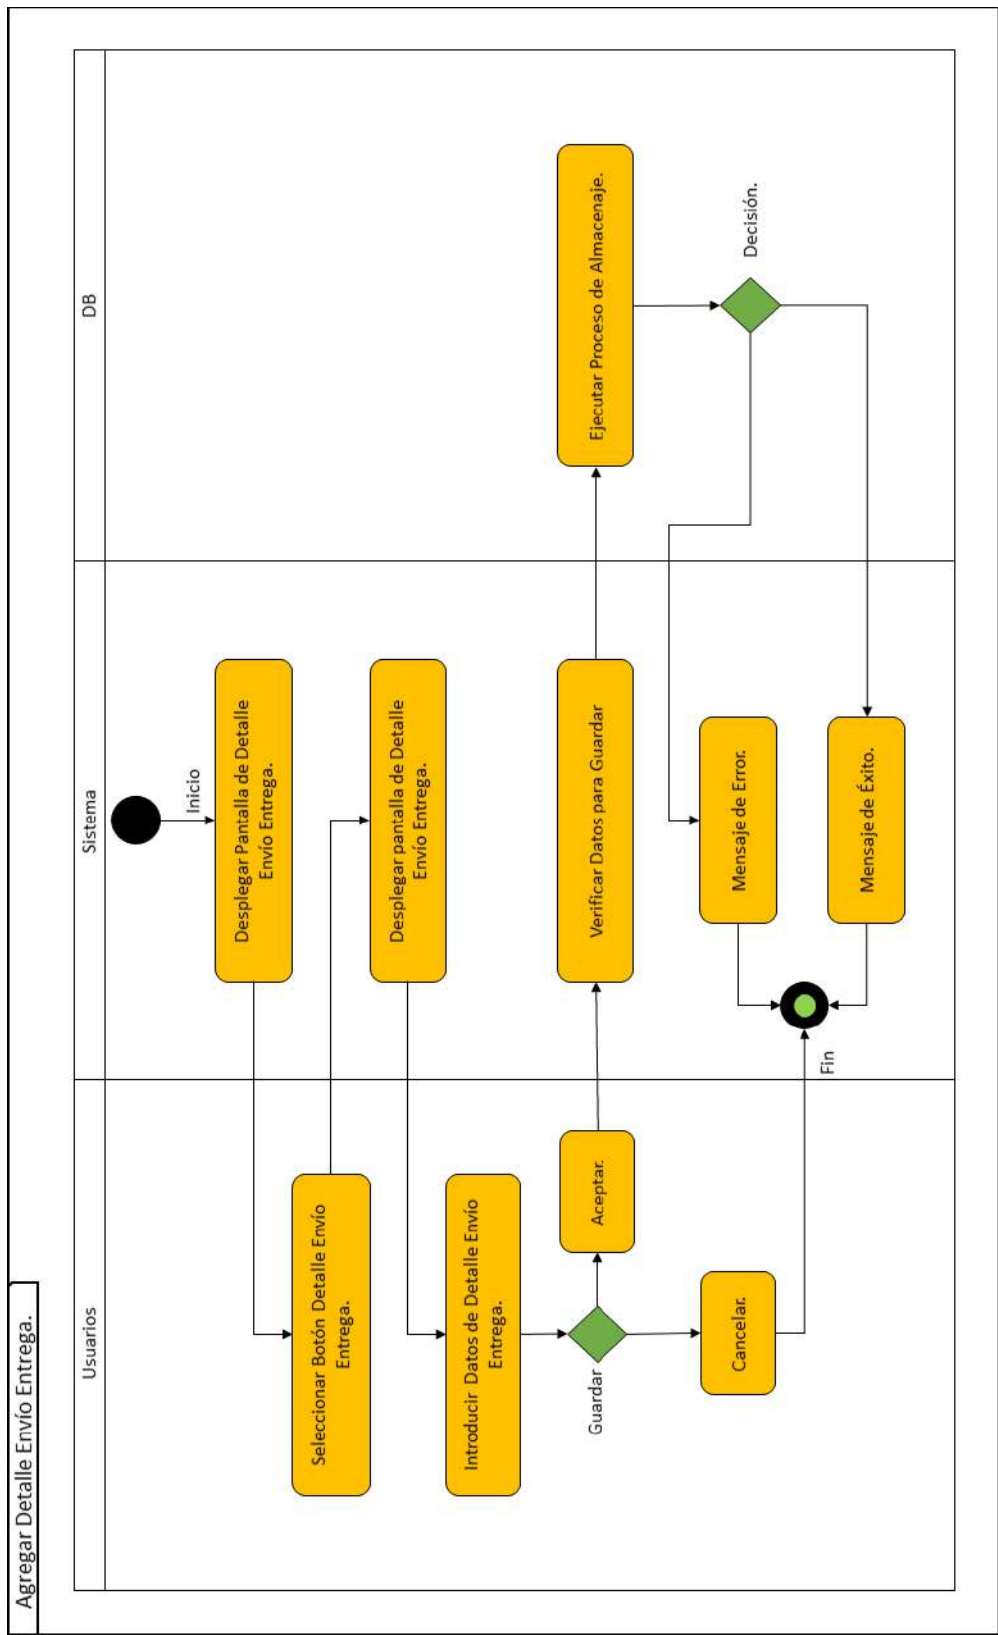 Agregar Detalle Envío Entrega.
Usuarios
Sistema
DB
Inicio
Desplegar Pantalla de Detalle
Envío Entrega.
Seleccionar Botón Detalle Envío
Entrega.
Desplegar pantalla de Detalle
Envío Entrega.
Introducir Datos de Detalle Envío
Entrega.
Guardar
Aceptar.
Verificar Datos para Guardar
Ejecutar Proceso de Almacenaje.
Cancelar.
Mensaje de Error.
Decisión.
Fin
Mensaje de Éxito.